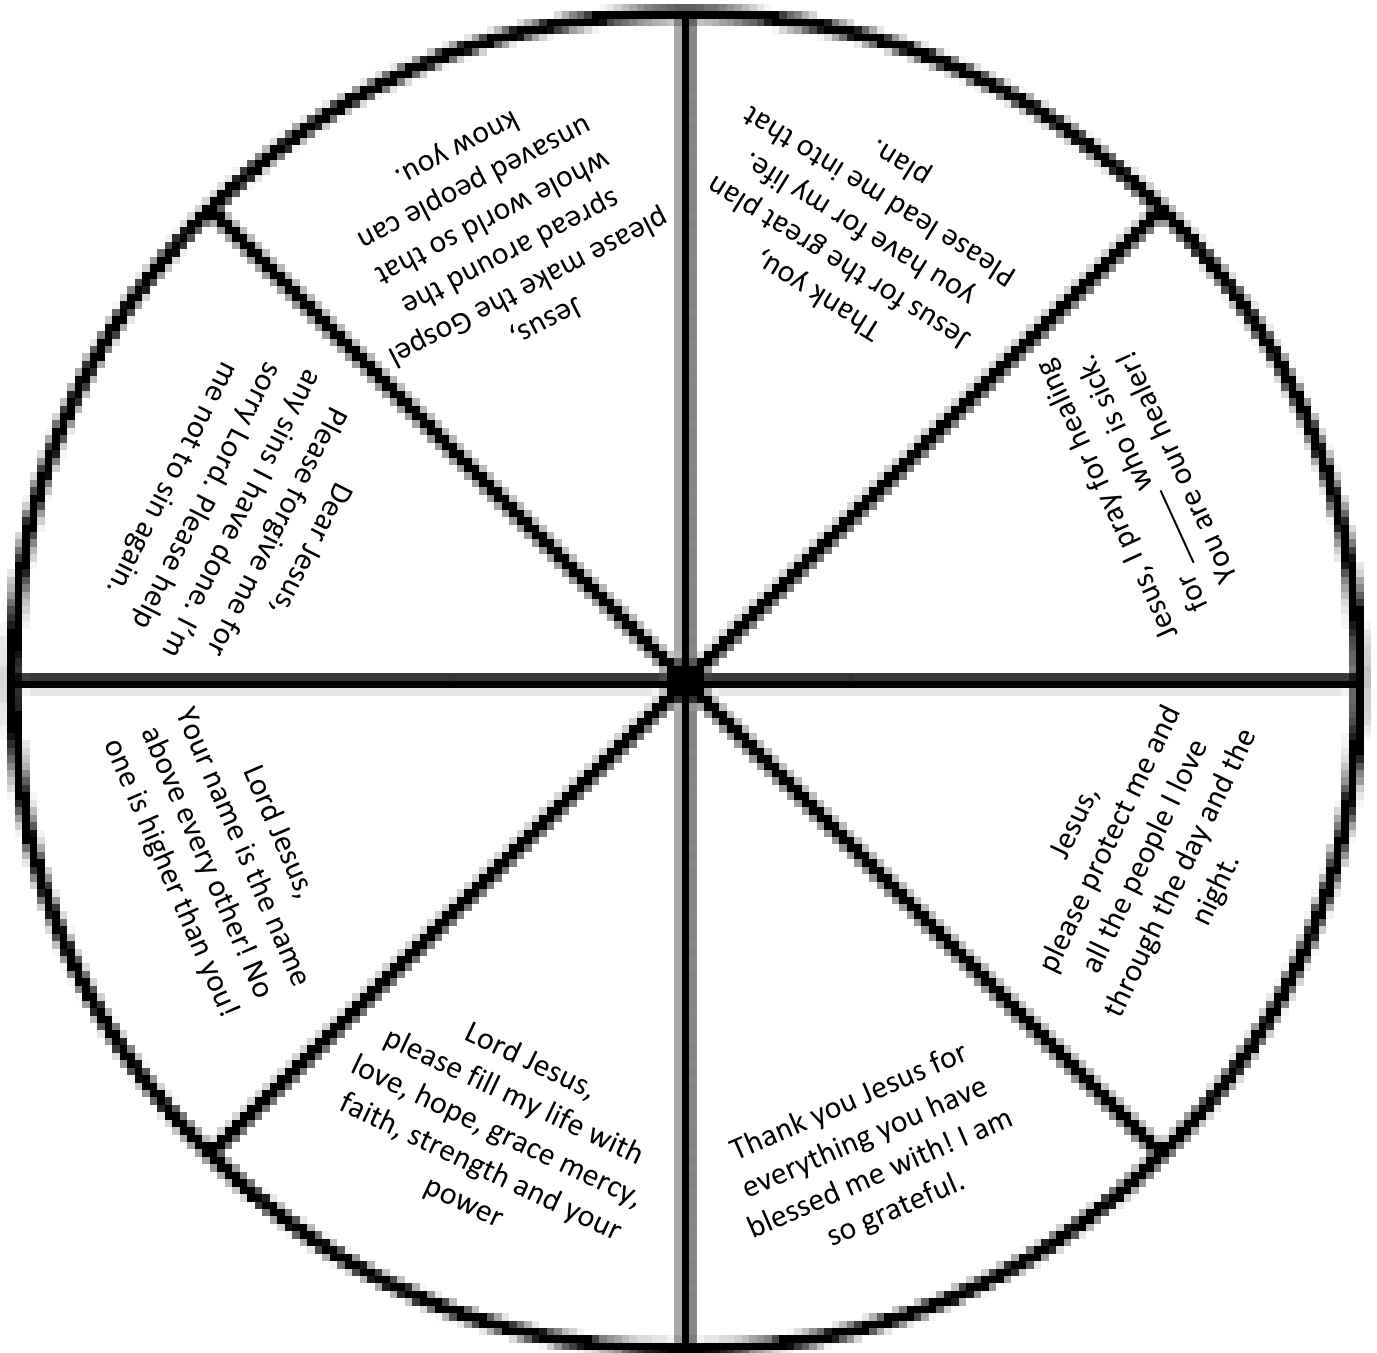 Thank you,
Jesus for the great plan
you have for my life.
Please lead me into that
plan.
Jesus, I pray for healing
for ______ who is sick.
You are our healer!
Jesus,
please protect me and
all the people I love
through the day and the
night.
Thank you Jesus for
everything you have
blessed me with! I am
so grateful.
Lord Jesus,
please fill my life with
love, hope, grace mercy,
faith, strength and your
power
Lord Jesus,
Your name is the name
above every other! No
one is higher than you!
Dear Jesus,
Please forgive me for
any sins I have done. I'm
sorry Lord. Please help
me not to sin again.
Jesus,
please make the Gospel
spread around the
whole world so that
unsaved people can
know you.